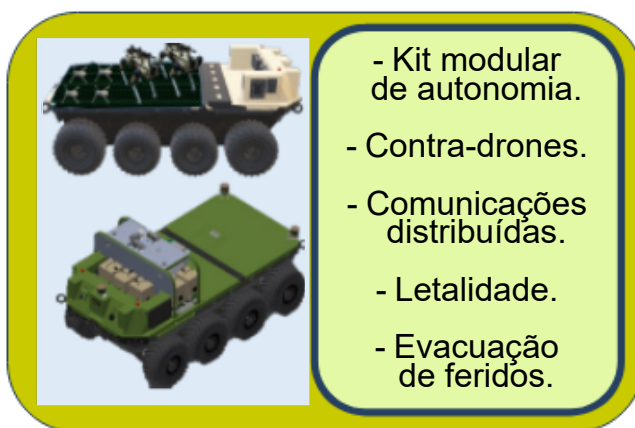 - Kit modular
de autonomia.
- Contra-drones.
- Comunicações
distribuídas.
- Letalidade.
- Evacuação
de feridos.